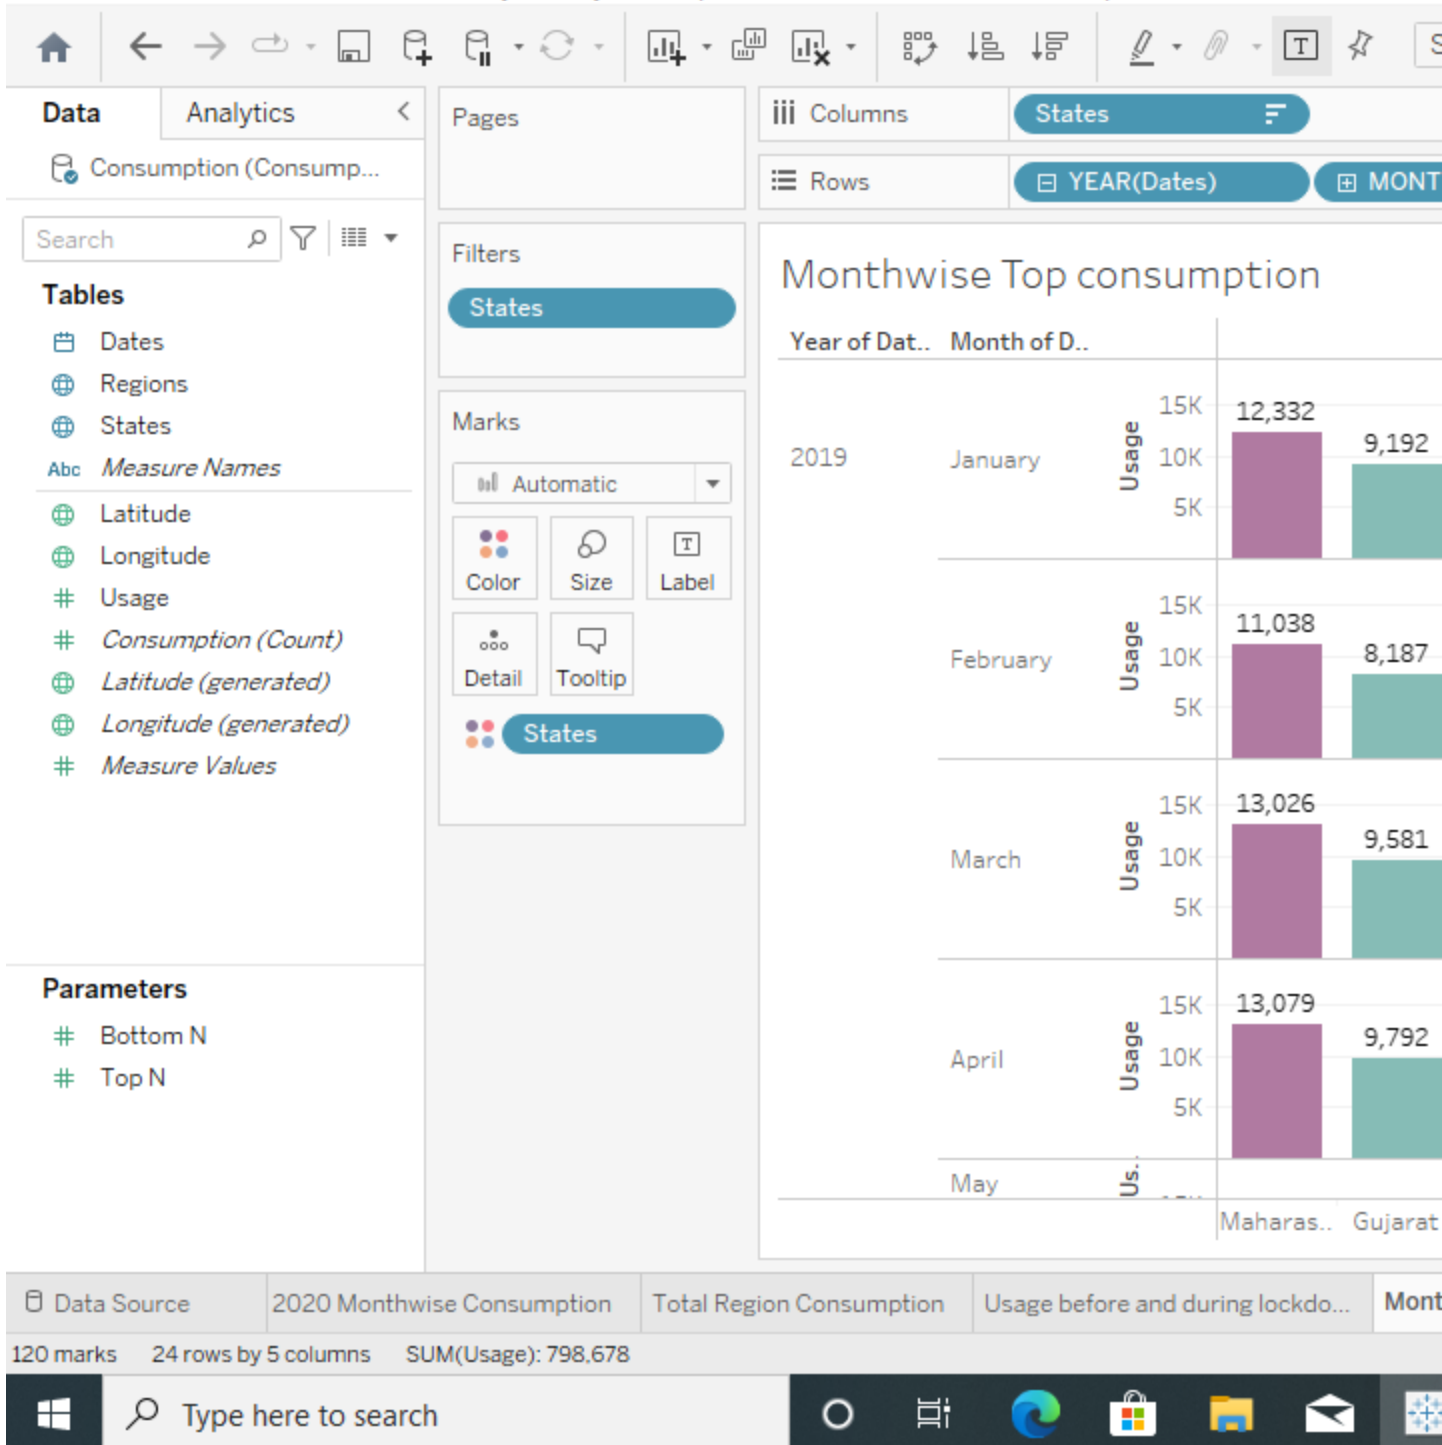 Data Analytics
Consumption (Consump...
Search
Tables
Dates
Regions
States
Abc Measure Names
Latitude
Longitude
# Usage
# Consumption (Count)
Latitude (generated)
Longitude (generated)
# Measure Values
Parameters
# Bottom N
# Top N
Pages
Filters
States
Marks
Automatic
Color Size T Label
Detail Tooltip
States
T
S
iii Columns States
Rows YEAR(Dates) MONT
Monthwise Top consumption
Year of Dat.. Month of D..
2019 January Usage 15K 10K 5K 12,332 9,192
February Usage 15K 10K 5K 11,038 8,187
March Usage 15K 10K 5K 13,026 9,581
April Usage 15K 10K 5K 13,079 9,792
May Us..
Maharas.. Gujarat
Data Source 2020 Monthwise Consumption Total Region Consumption Usage before and during lockdo... Mont
120 marks 24 rows by 5 columns SUM(Usage): 798,678
Type here to search